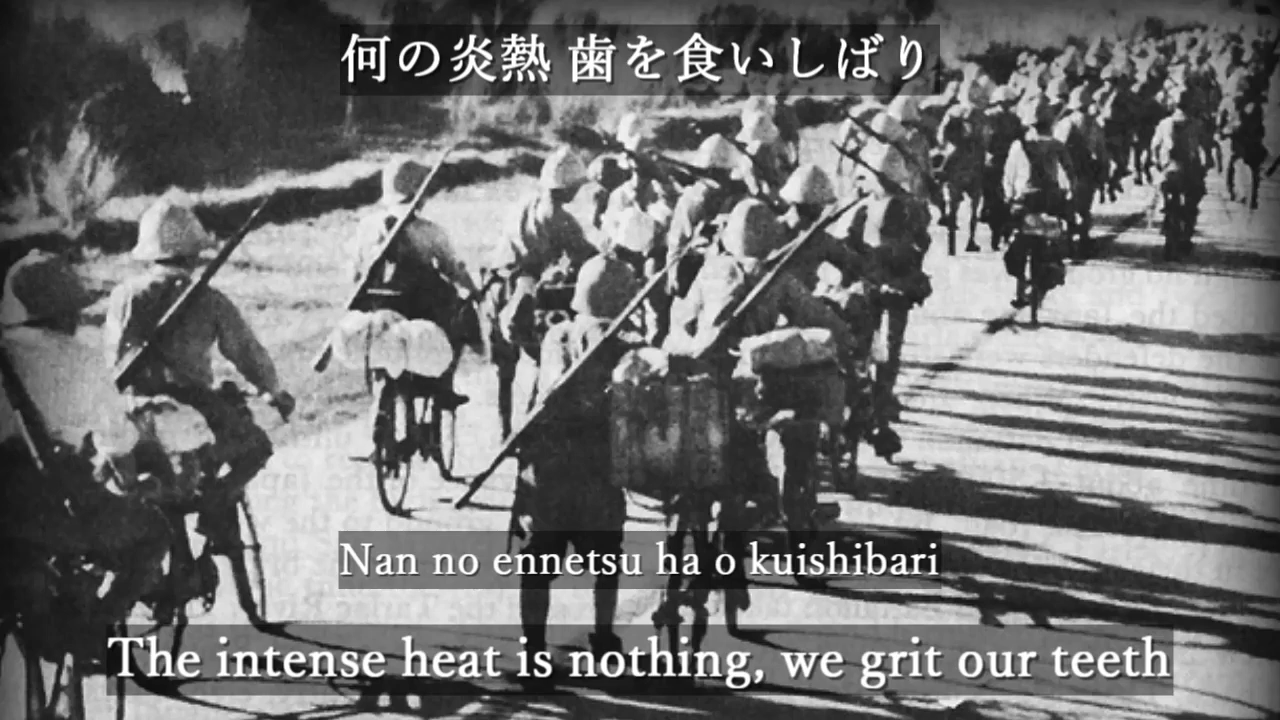 何の炎熱 歯を食いしばり
Nan no ennetsu ha o kuishibari
The intense heat is nothing, we grit our teeth